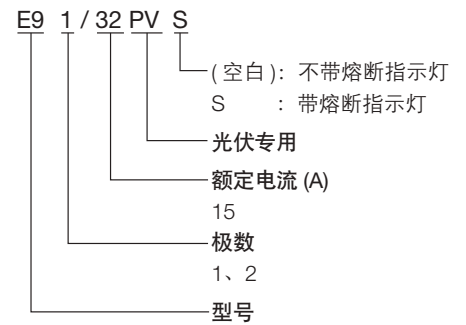 E9 1 / 32 PV S
(空白)：不带熔断指示灯
S ：带熔断指示灯
光伏专用
额定电流 (A)
15
极数
1、2
型号